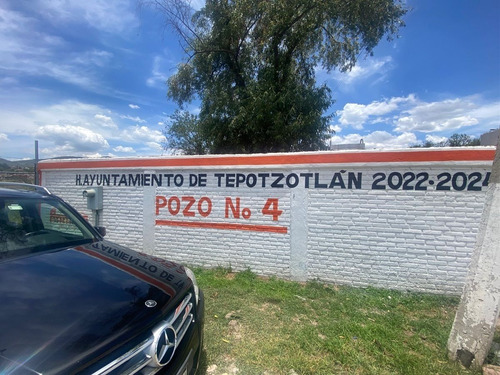 H. AYUNTAMIENTO DE TEPOTZOTLÁN 2022-2024
POZO No 4